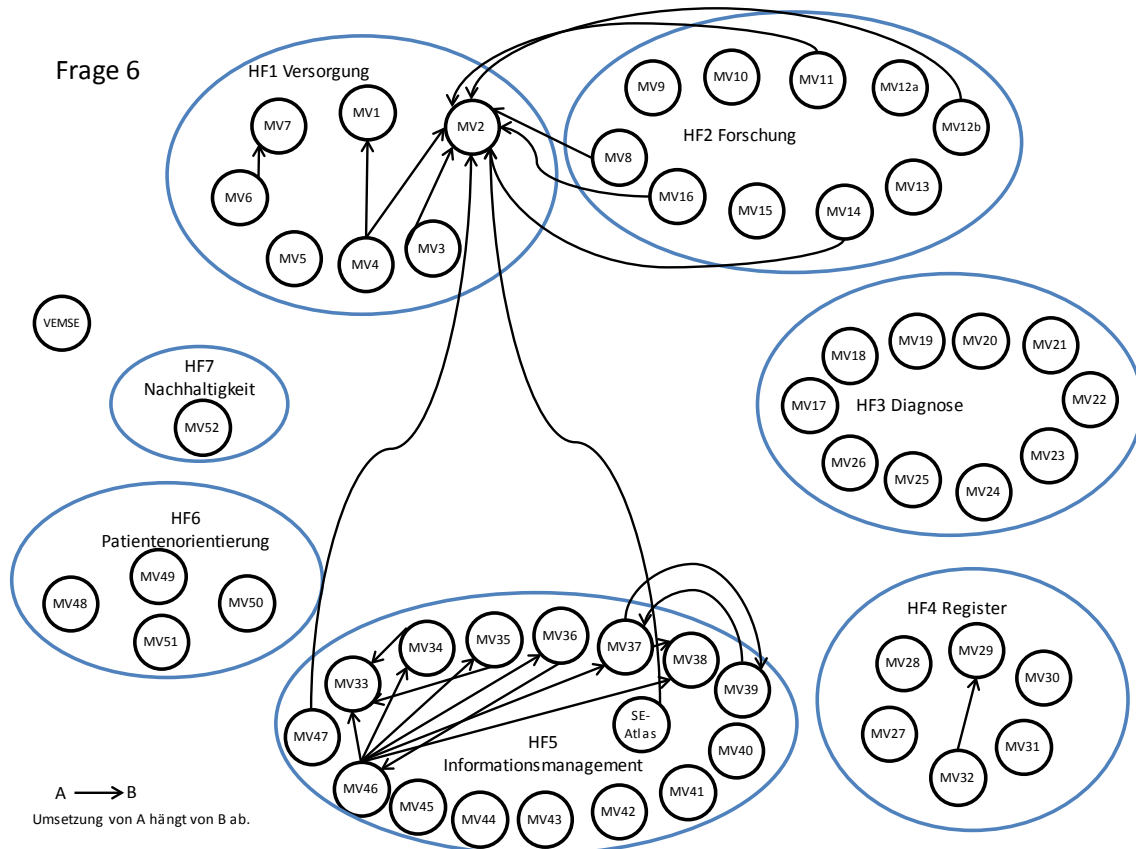 Frage 6
HF1 Versorgung
MV7
MV1
MV2
MV6
MV5
MV4
MV3
MV9
MV10
MV11
MV12a
MV12b
HF2 Forschung
MV8
MV16
MV15
MV14
MV13
VEMSE
HF7
Nachhaltigkeit
MV52
MV18
MV19
MV20
MV21
MV17
HF3 Diagnose
MV22
MV26
MV25
MV24
MV23
HF6
Patientenorientierung
MV49
MV48
MV50
MV51
MV34
MV35
MV36
MV37
MV38
MV33
MV39
MV47
SE-
Atlas
HF5
Informationsmanagement
MV40
MV46
MV45
MV44
MV43
MV42
MV41
HF4 Register
MV28
MV29
MV30
MV27
MV31
MV32
A B
Umsetzung von A hängt von B ab.